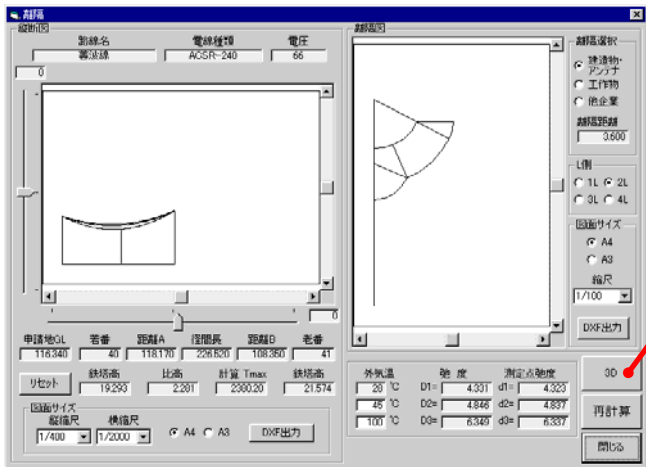 離隔
縦断図
路線名 電線種類 電圧
ACSR-240 66
0
0
申請地GL 若番 距離A 径間長 距離B 老番
116.340 40 118.170 226.520 108.350 41
リセット
鉄塔高 比高 計算 Tmax 鉄塔高
19.293 2.281 2380.20 21.574
図面サイズ
縦縮尺 横縮尺
1/400 1/2000 A4 A3 DXF出力
離隔図
離隔選択
建造物・
アンテナ
工作物
他企業
離隔距離
3.600
L側
1L 2L
3L 4L
図面サイズ
A4
A3
縮尺
1/100
DXF出力
外気温 弛 度 測定点弛度
20 ℃ D1= 4.331 d1= 4.323
45 ℃ D2= 4.846 d2= 4.837
100 ℃ D3= 6.349 d3= 6.337
3D
再計算
閉じる